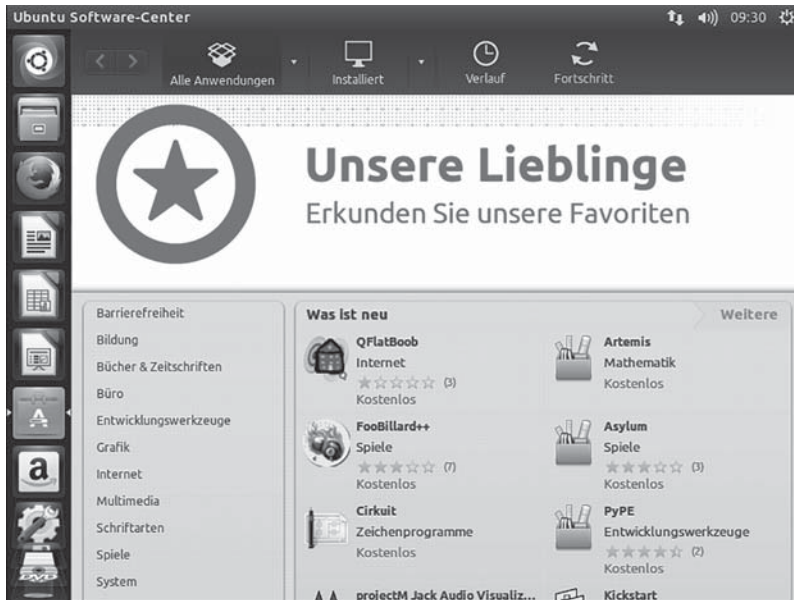 Ubuntu Software-Center
09:30
Alle Anwendungen
Installiert
Verlauf
Fortschritt
Unsere Lieblinge
Erkunden Sie unsere Favoriten
Barrierefreiheit
Bildung
Bücher & Zeitschriften
Büro
Entwicklungswerkzeuge
Grafik
Internet
Multimedia
Schriftarten
Spiele
System
Was ist neu
Weitere
QFlatBoob
Internet
(3)
Kostenlos
Artemis
Mathematik
Kostenlos
FooBillard++
Spiele
(7)
Kostenlos
Asylum
Spiele
(3)
Kostenlos
Cirkuit
Zeichenprogramme
Kostenlos
PyPE
Entwicklungswerkzeuge
(2)
Kostenlos
projectM Jack Audio Visualiz...
Kickstart
a
A
DVD